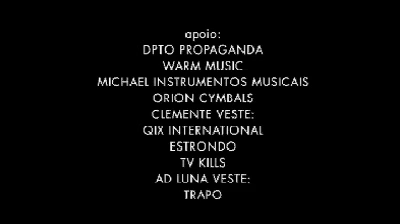 apoio:
DPTO PROPAGANDA
WARM MUSIC
MICHAEL INSTRUMENTOS MUSICAIS
ORION CYMBALS
CLEMENTE VESTE:
QIX INTERNATIONAL
ESTRONDO
TV KILLS
AD LUNA VESTE:
TRAPO